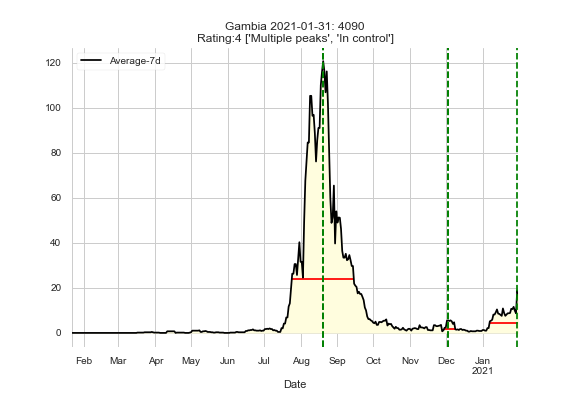 Gambia 2021-01-31: 4090
Rating:4 ['Multiple peaks', 'In control']
Average-7d
120
100
80
60
40
20
0
Feb Mar Apr May Jun Jul Aug Sep Oct Nov Dec Jan
2021
Date